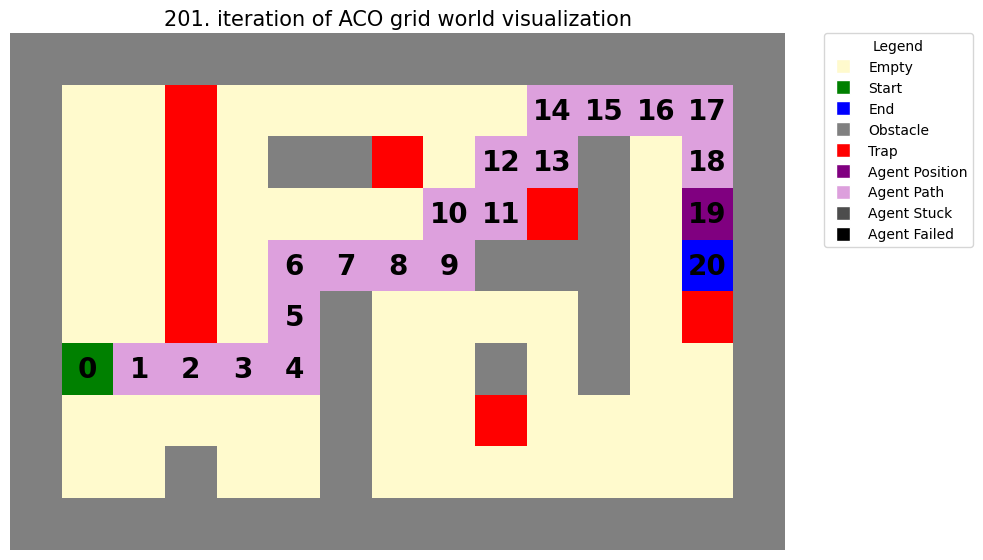 201. iteration of ACO grid world visualization
Legend
Empty
Start
End
Obstacle
Trap
Agent Position
Agent Path
Agent Stuck
Agent Failed
14 15 16 17
12 13 18
10 11 19
6 7 8 9 20
5
0 1 2 3 4